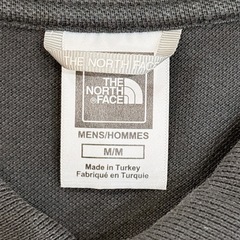 THE NORTH FACE
THE
NORTH
FACE
MENS/HOMMES
M/M
Made in Turkey
Fabriqué en Turquie